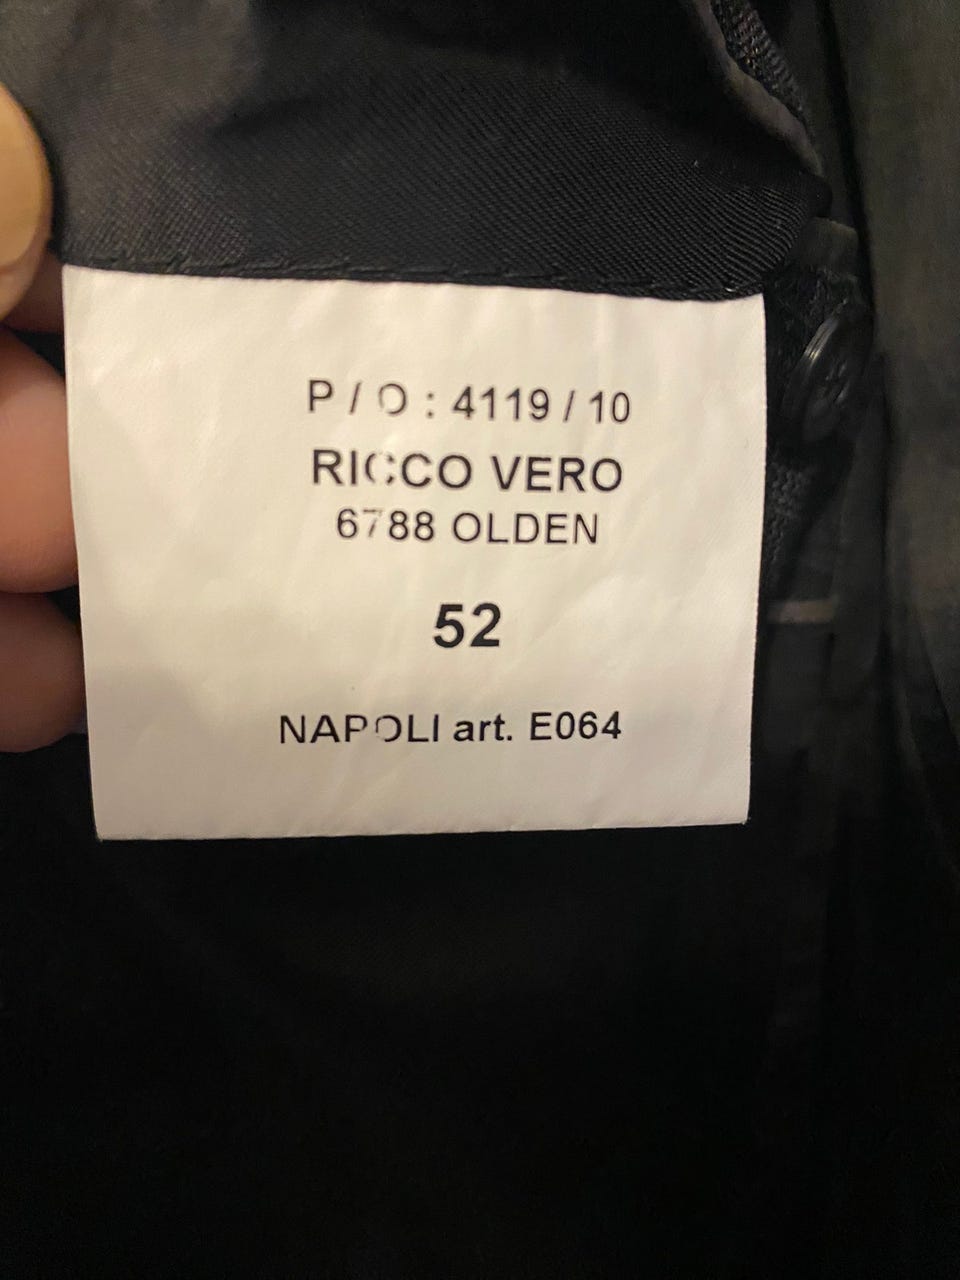 P / O : 4119 / 10
RICCO VERO
6788 OLDEN
52
NAPOLI art. E064